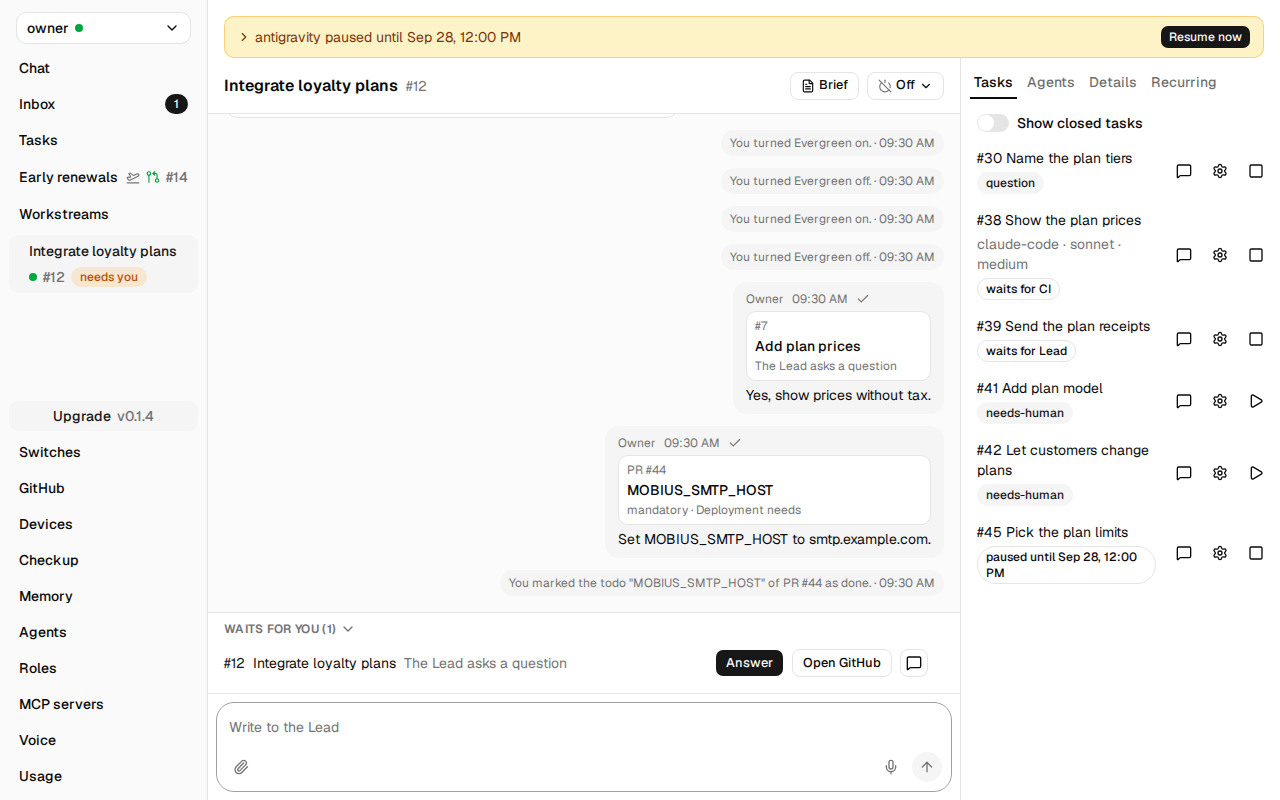 owner
Chat
Inbox 1
Tasks
Early renewals #14
Workstreams
Integrate loyalty plans
#12 needs you
Upgrade v0.1.4
Switches
GitHub
Devices
Checkup
Memory
Agents
Roles
MCP servers
Voice
Usage
antigravity paused until Sep 28, 12:00 PM
Resume now
Integrate loyalty plans #12
Brief
Off
You turned Evergreen on. · 09:30 AM
You turned Evergreen off. · 09:30 AM
You turned Evergreen on. · 09:30 AM
You turned Evergreen off. · 09:30 AM
Owner 09:30 AM
#7
Add plan prices
The Lead asks a question
Yes, show prices without tax.
Owner 09:30 AM
PR #44
MOBIUS_SMTP_HOST
mandatory · Deployment needs
Set MOBIUS_SMTP_HOST to smtp.example.com.
You marked the todo "MOBIUS_SMTP_HOST" of PR #44 as done. · 09:30 AM
WAITS FOR YOU (1)
#12 Integrate loyalty plans The Lead asks a question
Answer
Open GitHub
Write to the Lead
Tasks Agents Details Recurring
Show closed tasks
#30 Name the plan tiers
question
#38 Show the plan prices
claude-code · sonnet ·
medium
waits for CI
#39 Send the plan receipts
waits for Lead
#41 Add plan model
needs-human
#42 Let customers change
plans
needs-human
#45 Pick the plan limits
paused until Sep 28, 12:00
PM